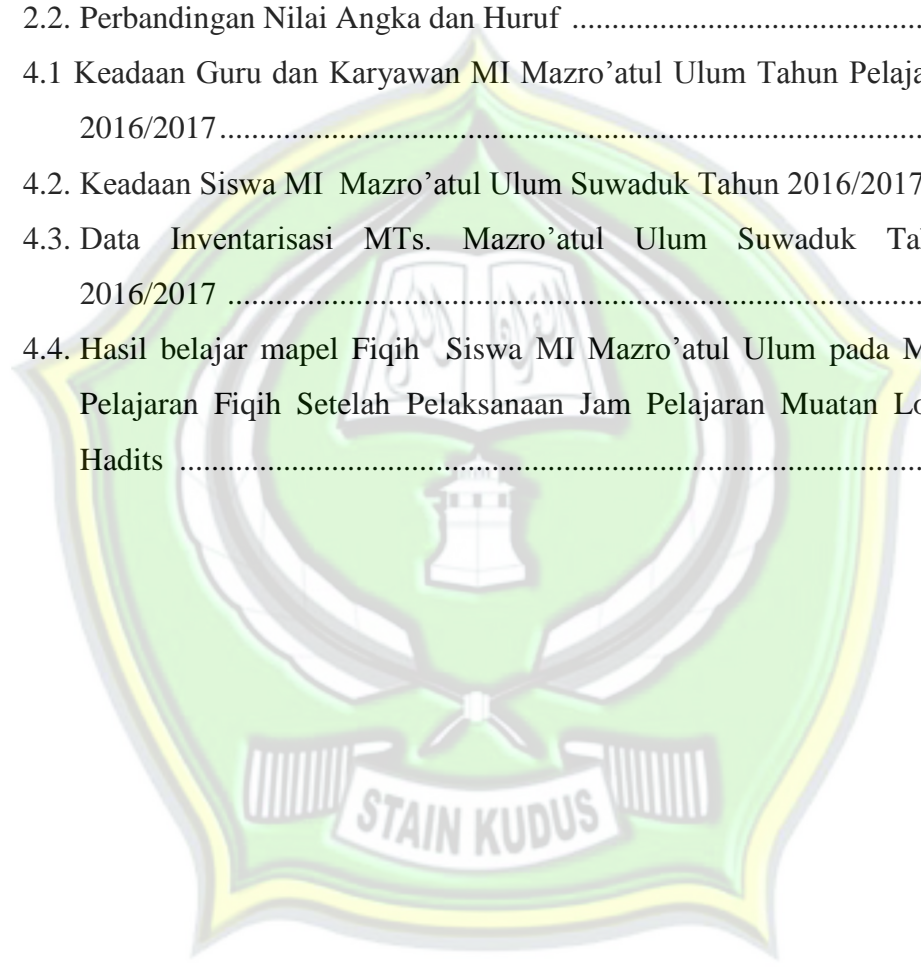 2.2. Perbandingan Nilai Angka dan Huruf ..........................................
4.1 Keadaan Guru dan Karyawan MI Mazro’atul Ulum Tahun
2016/2017..........................................................................................
4.2. Keadaan Siswa MI Mazro’atul Ulum Suwaduk Tahun 2016/2017
4.3. Data Inventarisasi MTs. Mazro’atul Ulum Suwaduk
2016/2017 .........................................................................................
4.4. Hasil belajar mapel Fiqih Siswa MI Mazro’atul Ulum pada
Pelajaran Fiqih Setelah Pelaksanaan Jam Pelajaran Muatan
Hadits ...............................................................................................
STAIN KUDUS